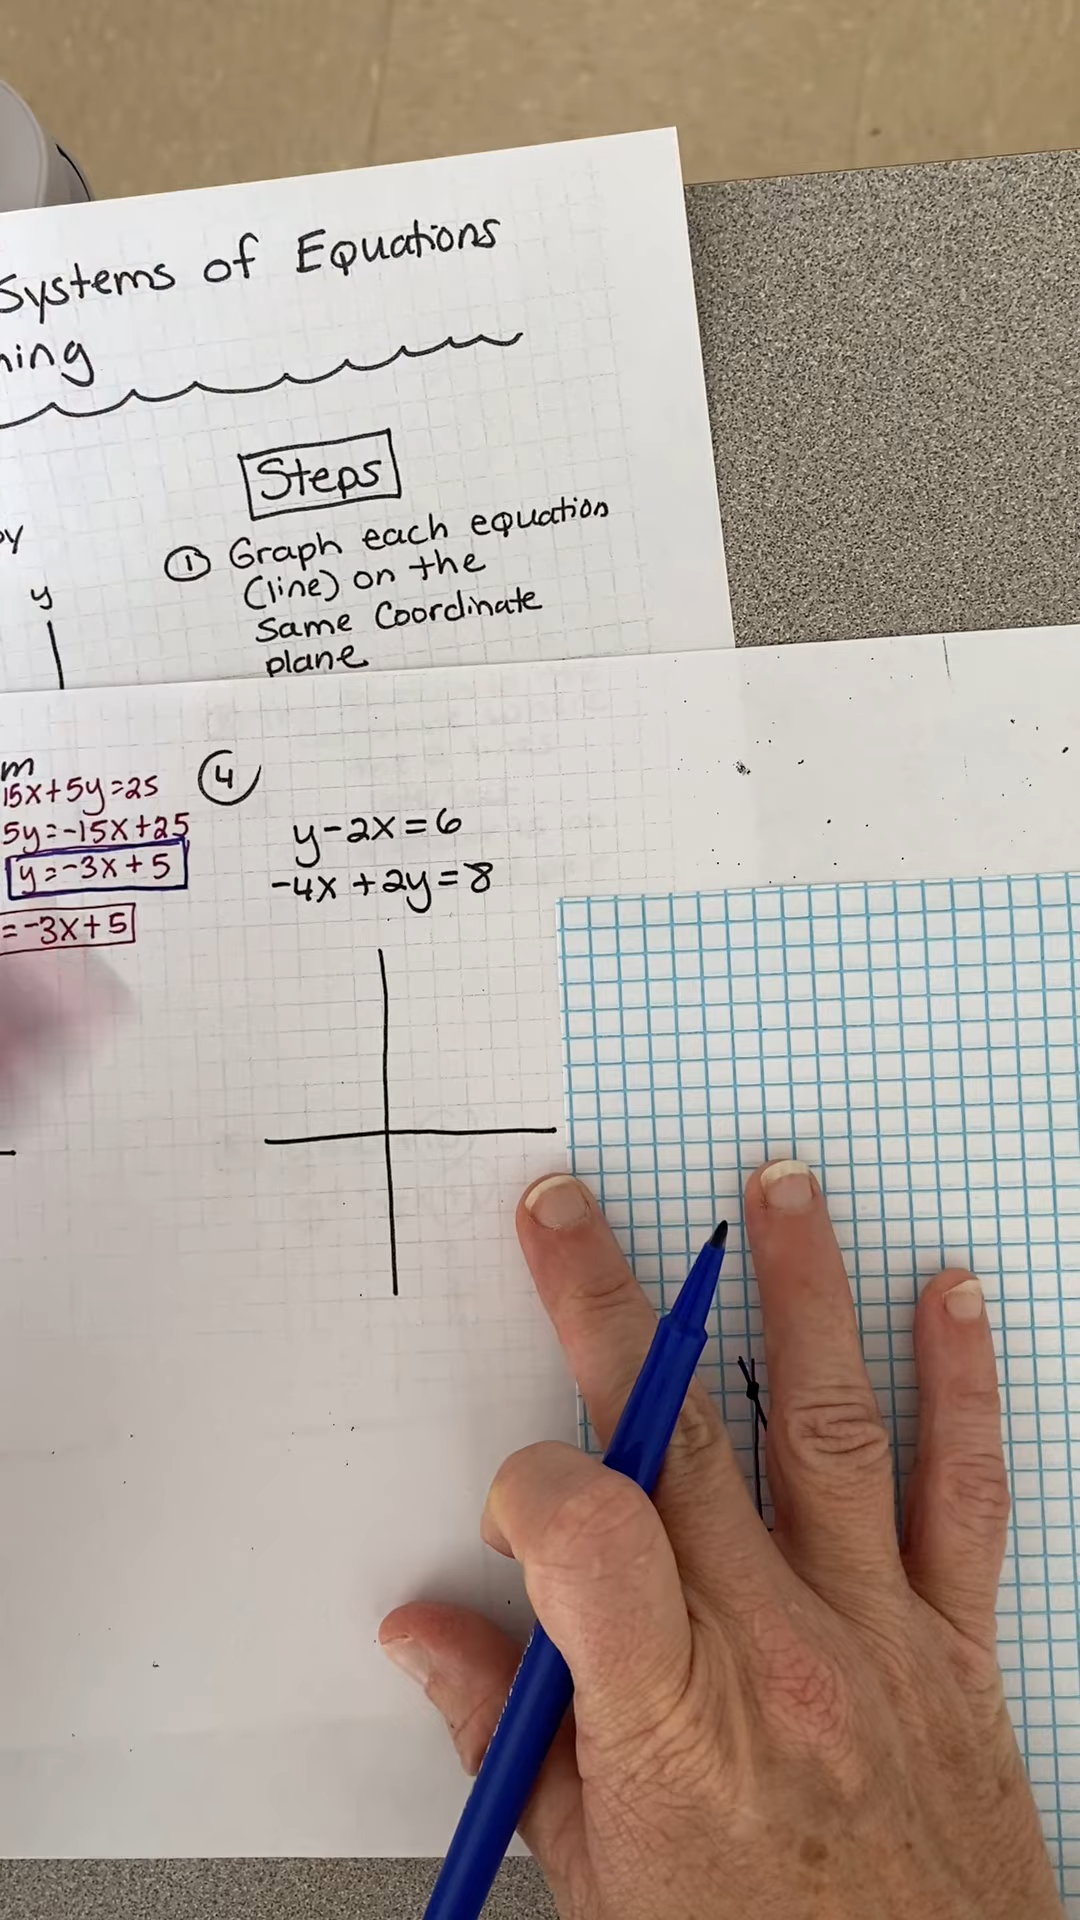 Systems of Equations
Steps
① Graph each equation
(line) on the
Same Coordinate
plane
y
15x+5y=25
5y=-15x+25
y=-3x+5
=-3x+5
④
y-2x=6
-4x+2y=8